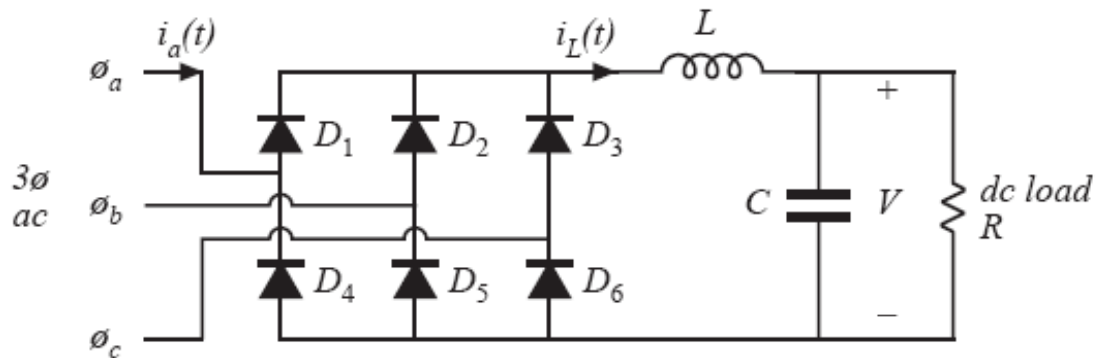 i_a(t)
i_L(t)
L
ø_a
+
D_1
D_2
D_3
3ø
ac
ø_b
C
V
dc load
R
D_4
D_5
D_6
−
ø_c